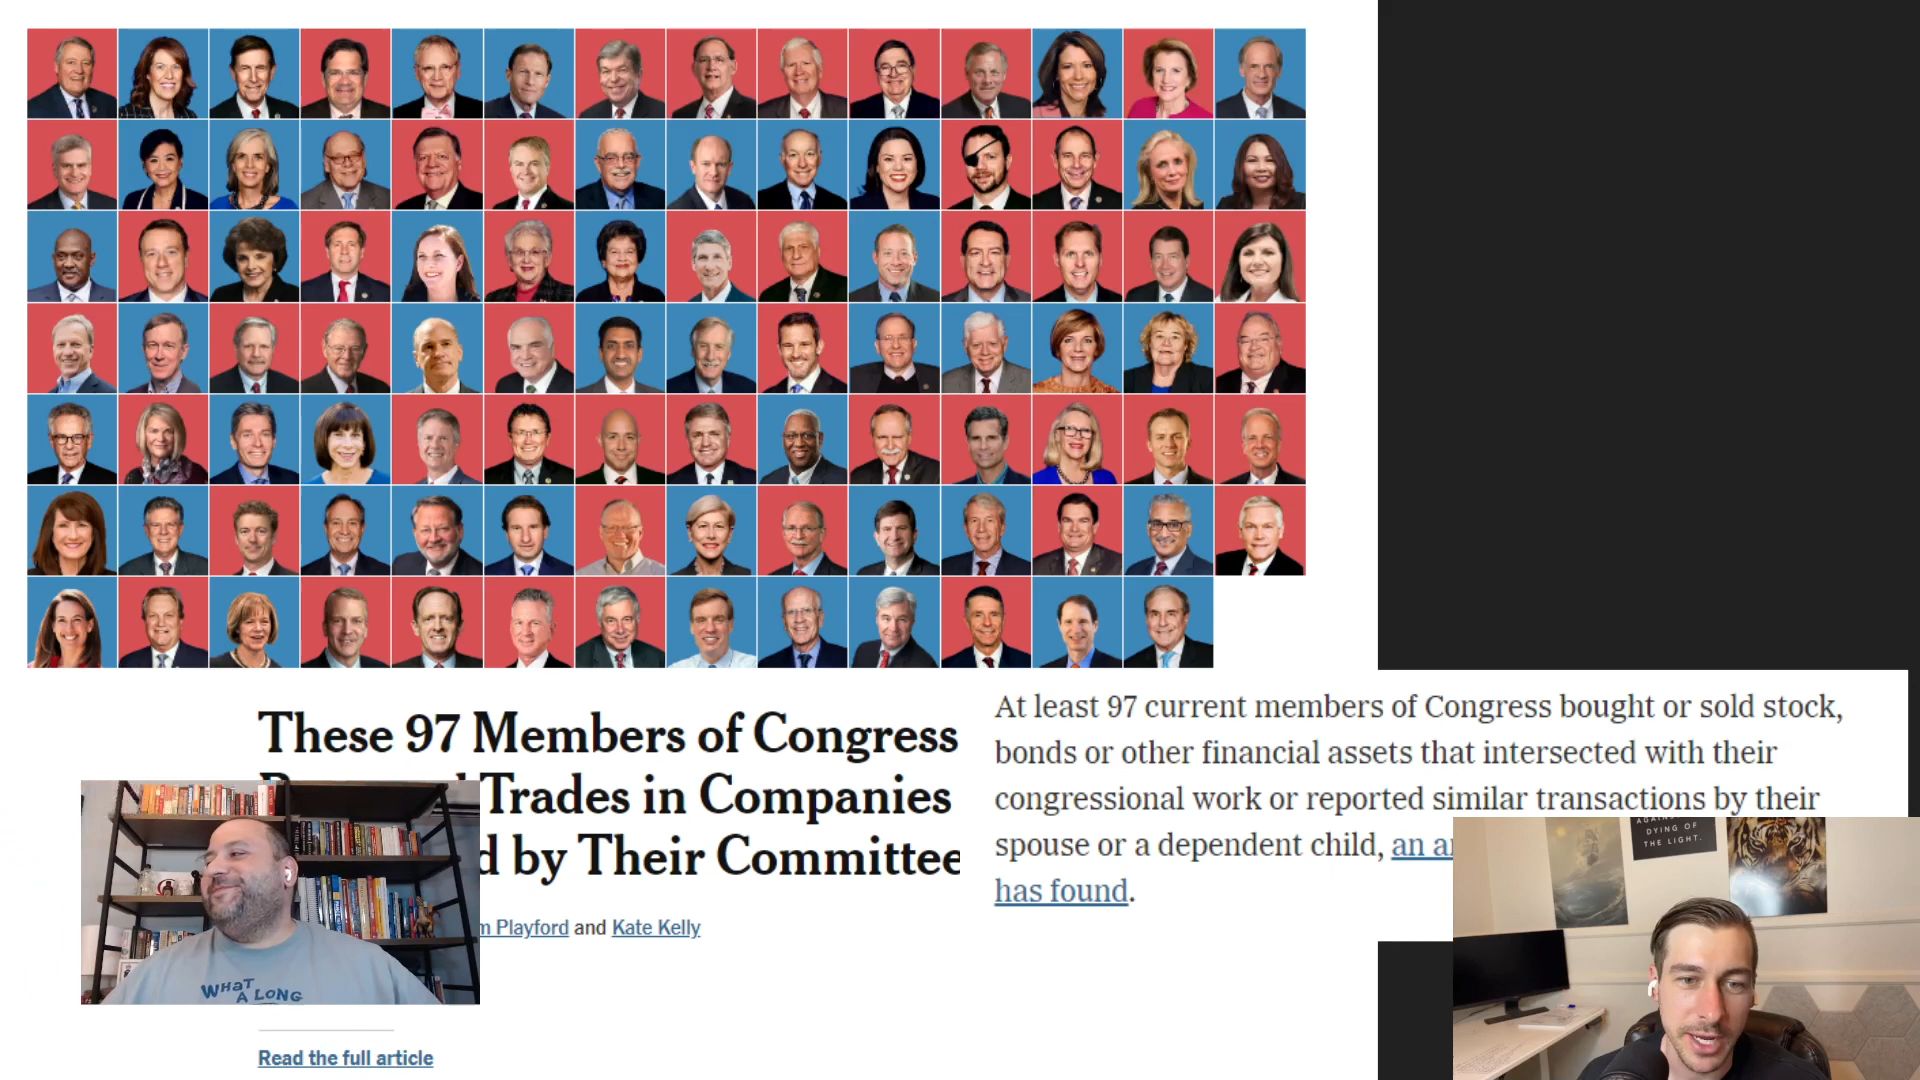 These 97 Members of Congress
Trades in Companies
d by Their Committee
m Playford and Kate Kelly
Read the full article
At least 97 current members of Congress bought or sold stock,
bonds or other financial assets that intersected with their
congressional work or reported similar transactions by their
spouse or a dependent child, an a
has found.
WHAT
A LONG
DYING OF
THE LIGHT.